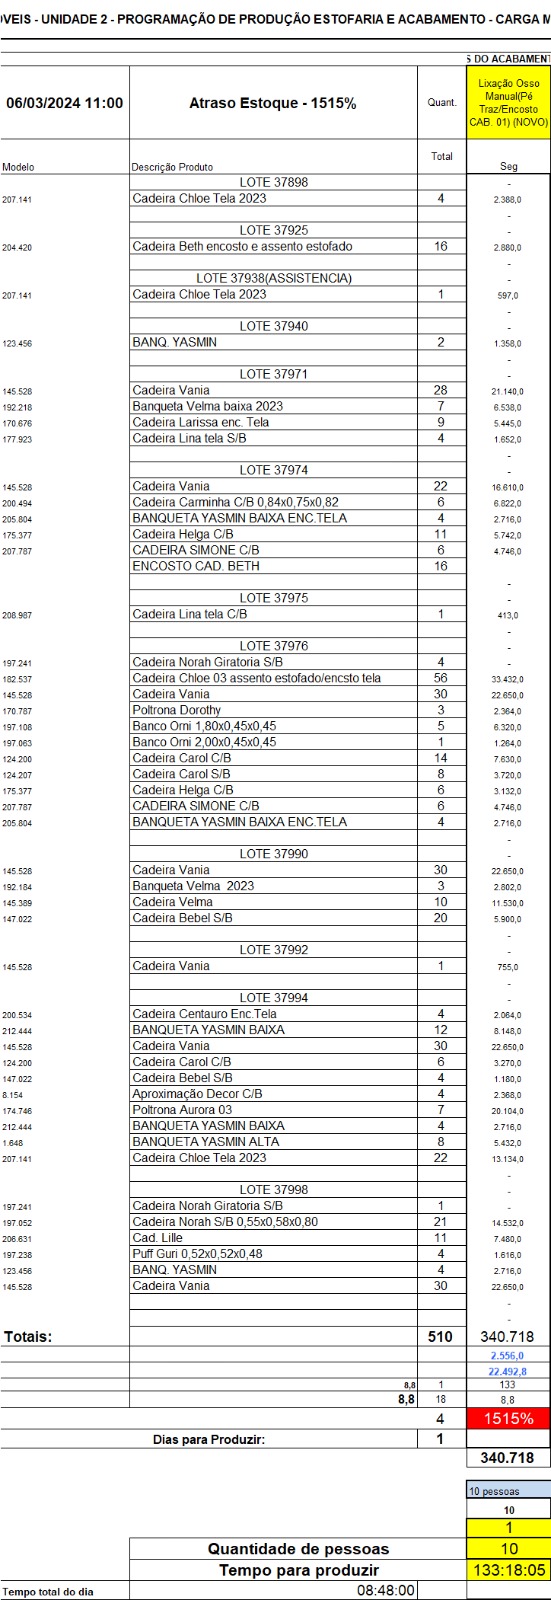 OVEIS - UNIDADE 2 - PROGRAMAÇÃO DE PRODUÇÃO ESTOFARIA E ACABAMENTO - CARGA M
S DO ACABAMENT
06/03/2024 11:00 Atraso Estoque - 1515% Quant. Lixação Osso Manual(Pé Traz/Encosto CAB. 01) (NOVO)
Modelo Descrição Produto Total Seg
LOTE 37898 -
207.141 Cadeira Chloe Tela 2023 4 2.388,0
-
LOTE 37925 -
204.420 Cadeira Beth encosto e assento estofado 16 2.880,0
-
LOTE 37938(ASSISTENCIA) -
207.141 Cadeira Chloe Tela 2023 1 597,0
-
LOTE 37940 -
123.456 BANQ. YASMIN 2 1.358,0
-
LOTE 37971 -
145.528 Cadeira Vania 28 21.140,0
192.218 Banqueta Velma baixa 2023 7 6.538,0
170.676 Cadeira Larissa enc. Tela 9 5.445,0
177.923 Cadeira Lina tela S/B 4 1.652,0
-
LOTE 37974 -
145.528 Cadeira Vania 22 16.610,0
200.494 Cadeira Carminha C/B 0,84x0,75x0,82 6 6.822,0
205.804 BANQUETA YASMIN BAIXA ENC.TELA 4 2.716,0
175.377 Cadeira Helga C/B 11 5.742,0
207.787 CADEIRA SIMONE C/B 6 4.746,0
ENCOSTO CAD. BETH 16
-
LOTE 37975 -
208.987 Cadeira Lina tela C/B 1 413,0
-
LOTE 37976 -
197.241 Cadeira Norah Giratoria S/B 4 -
182.537 Cadeira Chloe 03 assento estofado/encsto tela 56 33.432,0
145.528 Cadeira Vania 30 22.650,0
170.787 Poltrona Dorothy 3 2.364,0
197.108 Banco Orni 1,80x0,45x0,45 5 6.320,0
197.063 Banco Orni 2,00x0,45x0,45 1 1.264,0
124.200 Cadeira Carol C/B 14 7.630,0
124.207 Cadeira Carol S/B 8 3.720,0
175.377 Cadeira Helga C/B 6 3.132,0
207.787 CADEIRA SIMONE C/B 6 4.746,0
205.804 BANQUETA YASMIN BAIXA ENC.TELA 4 2.716,0
-
LOTE 37990 -
145.528 Cadeira Vania 30 22.650,0
192.184 Banqueta Velma 2023 3 2.802,0
145.389 Cadeira Velma 10 11.530,0
147.022 Cadeira Bebel S/B 20 5.900,0
-
LOTE 37992 -
145.528 Cadeira Vania 1 755,0
-
LOTE 37994 -
200.534 Cadeira Centauro Enc.Tela 4 2.064,0
212.444 BANQUETA YASMIN BAIXA 12 8.148,0
145.528 Cadeira Vania 30 22.650,0
124.200 Cadeira Carol C/B 6 3.270,0
147.022 Cadeira Bebel S/B 4 1.180,0
8.154 Aproximação Decor C/B 4 2.368,0
174.746 Poltrona Aurora 03 7 20.104,0
212.444 BANQUETA YASMIN BAIXA 4 2.716,0
1.648 BANQUETA YASMIN ALTA 8 5.432,0
207.141 Cadeira Chloe Tela 2023 22 13.134,0
-
LOTE 37998 -
197.241 Cadeira Norah Giratoria S/B 1 -
197.052 Cadeira Norah S/B 0,55x0,58x0,80 21 14.532,0
206.631 Cad. Lille 11 7.480,0
197.238 Puff Guri 0,52x0,52x0,48 4 1.616,0
123.456 BANQ. YASMIN 4 2.716,0
145.528 Cadeira Vania 30 22.650,0
-
-
Totais: 510 340.718
2.556,0
22.492,8
8,8 1 133
8,8 18 8,8
4 1515%
Dias para Produzir: 1
340.718
10 pessoas
10
1
Quantidade de pessoas 10
Tempo para produzir 133:18:05
Tempo total do dia 08:48:00